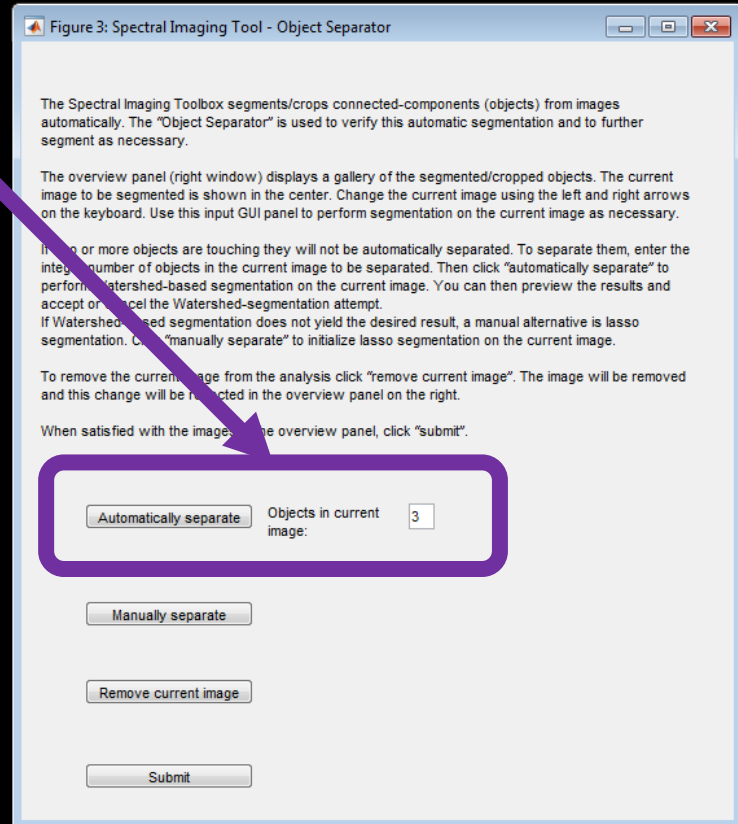 Figure 3: Spectral Imaging Tool - Object Separator
The Spectral Imaging Toolbox segments/crops connected-components (objects) from images
automatically. The "Object Separator" is used to verify this automatic segmentation and to further
segment as necessary.
The overview panel (right window) displays a gallery of the segmented/cropped objects. The current
image to be segmented is shown in the center. Change the current image using the left and right arrows
on the keyboard. Use this input GUI panel to perform segmentation on the current image as necessary.
or more objects are touching they will not be automatically separated. To separate them, enter the
number of objects in the current image to be separated. Then click "automatically separate" to
perform Watershed-based segmentation on the current image. You can then preview the results and
accept or the Watershed-segmentation attempt.
If segmentation does not yield the desired result, a manual alternative is lasso
segmentation. "manually separate" to initialize lasso segmentation on the current image.
To remove the current from the analysis click "remove current image". The image will be removed
and this change will be in the overview panel on the right.
When satisfied with the overview panel, click "submit".
Automatically separate
Objects in current
image:
3
Manually separate
Remove current image
Submit